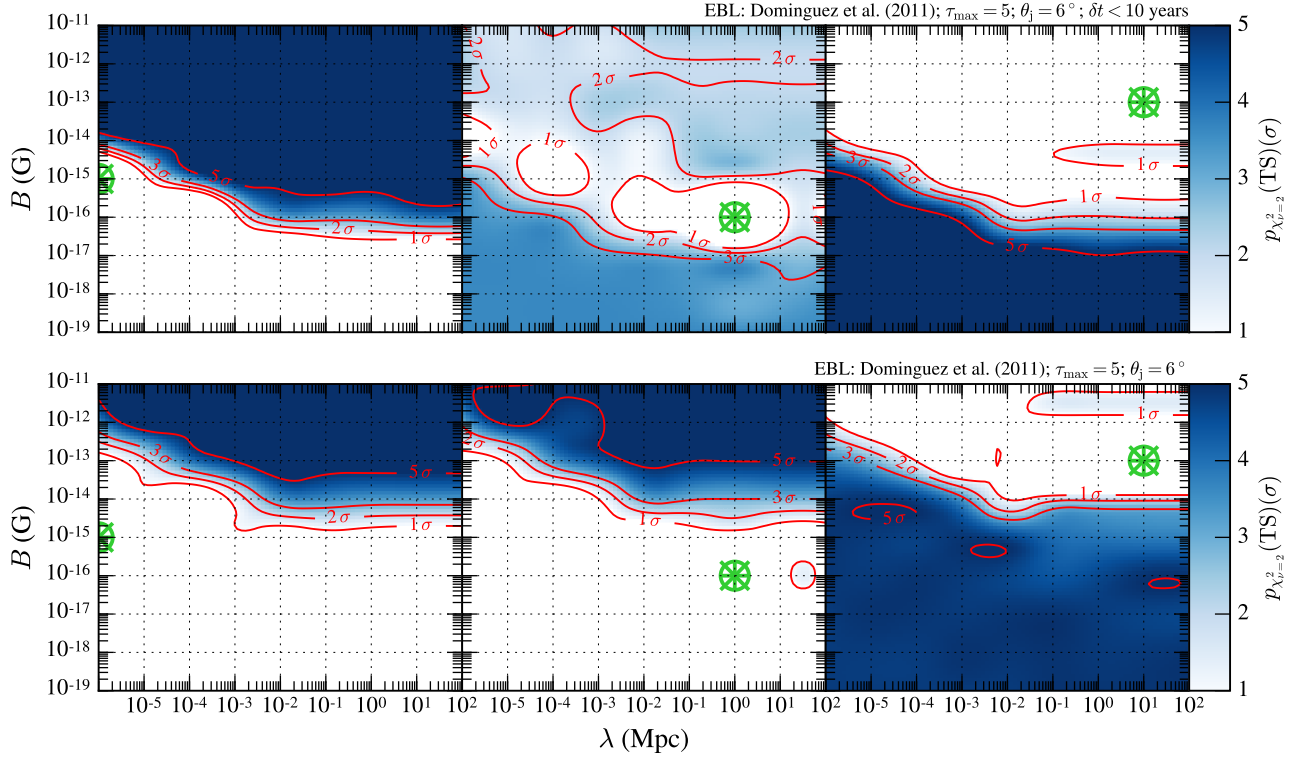 EBL: Dominguez et al. (2011); τmax = 5; θj = 6°; δt < 10 years
10-11
10-12
10-13
10-14
10-15
10-16
10-17
10-18
10-19
B (G)
3σ
5σ
2σ
1σ
2σ
2σ
2σ
1σ
1σ
2σ
1σ
3σ
3σ
2σ
1σ
1σ
5σ
5
4
3
2
1
pχ²ν=2(TS)(σ)
EBL: Dominguez et al. (2011); τmax = 5; θj = 6°
10-11
10-12
10-13
10-14
10-15
10-16
10-17
10-18
10-19
B (G)
3σ
5σ
2σ
1σ
2σ
5σ
3σ
1σ
1σ
2σ
3σ
1σ
5σ
5
4
3
2
1
pχ²ν=2(TS)(σ)
10-5 10-4 10-3 10-2 10-1 100 101 102 10-5 10-4 10-3 10-2 10-1 100 101 102 10-5 10-4 10-3 10-2 10-1 100 101 102
λ (Mpc)